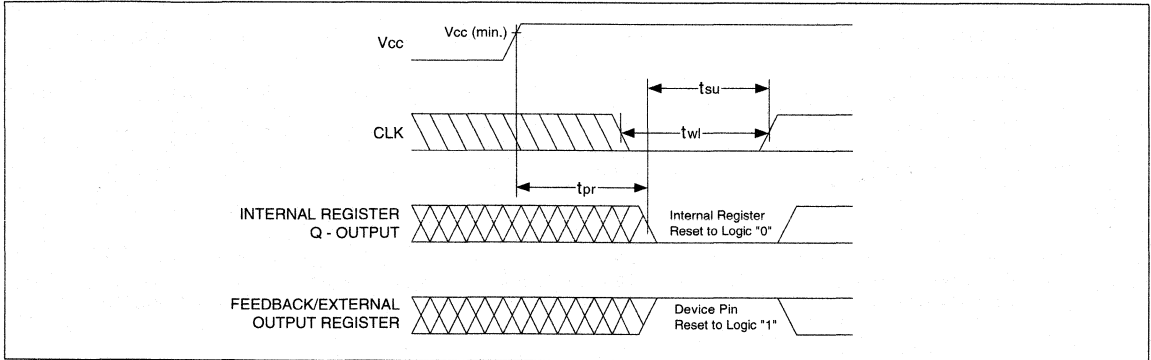 Vcc
Vcc (min.)
tsu
CLK
twl
tpr
INTERNAL REGISTER
Q - OUTPUT
Internal Register
Reset to Logic "0"
FEEDBACK/EXTERNAL
OUTPUT REGISTER
Device Pin
Reset to Logic "1"